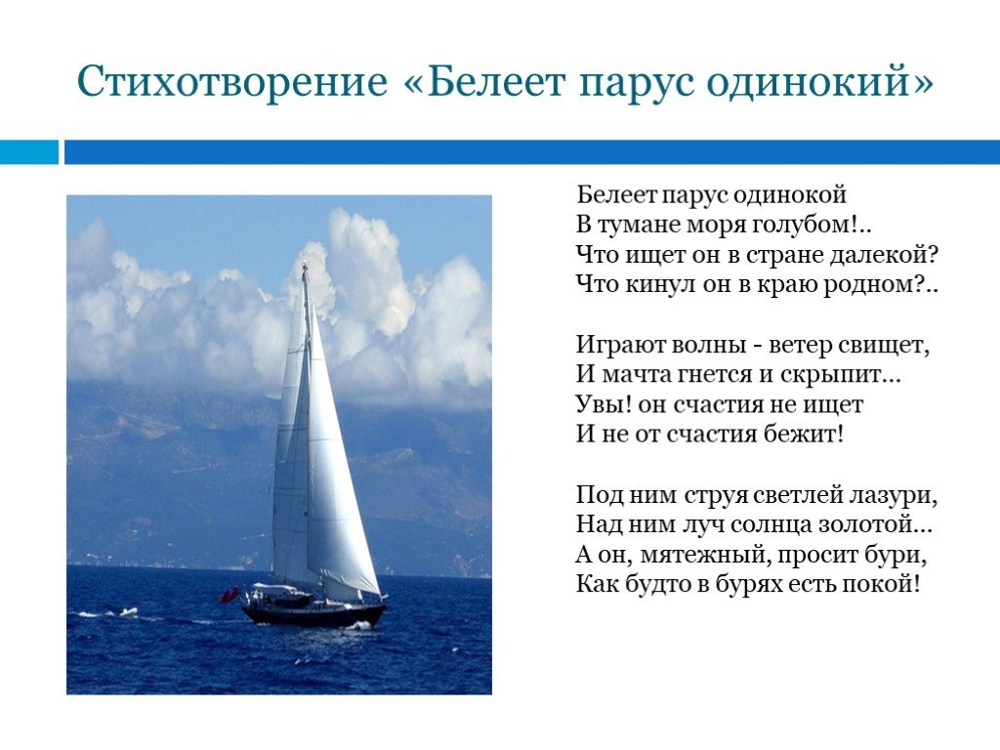 Стихотворение «Белеет парус одинокий»
Белеет парус одинокой
В тумане моря голубом!..
Что ищет он в стране далекой?
Что кинул он в краю родном?..
Играют волны - ветер свищет,
И мачта гнется и скрыпит...
Увы! он счастия не ищет
И не от счастия бежит!
Под ним струя светлей лазури,
Над ним луч солнца золотой...
А он, мятежный, просит бури,
Как будто в бурях есть покой!